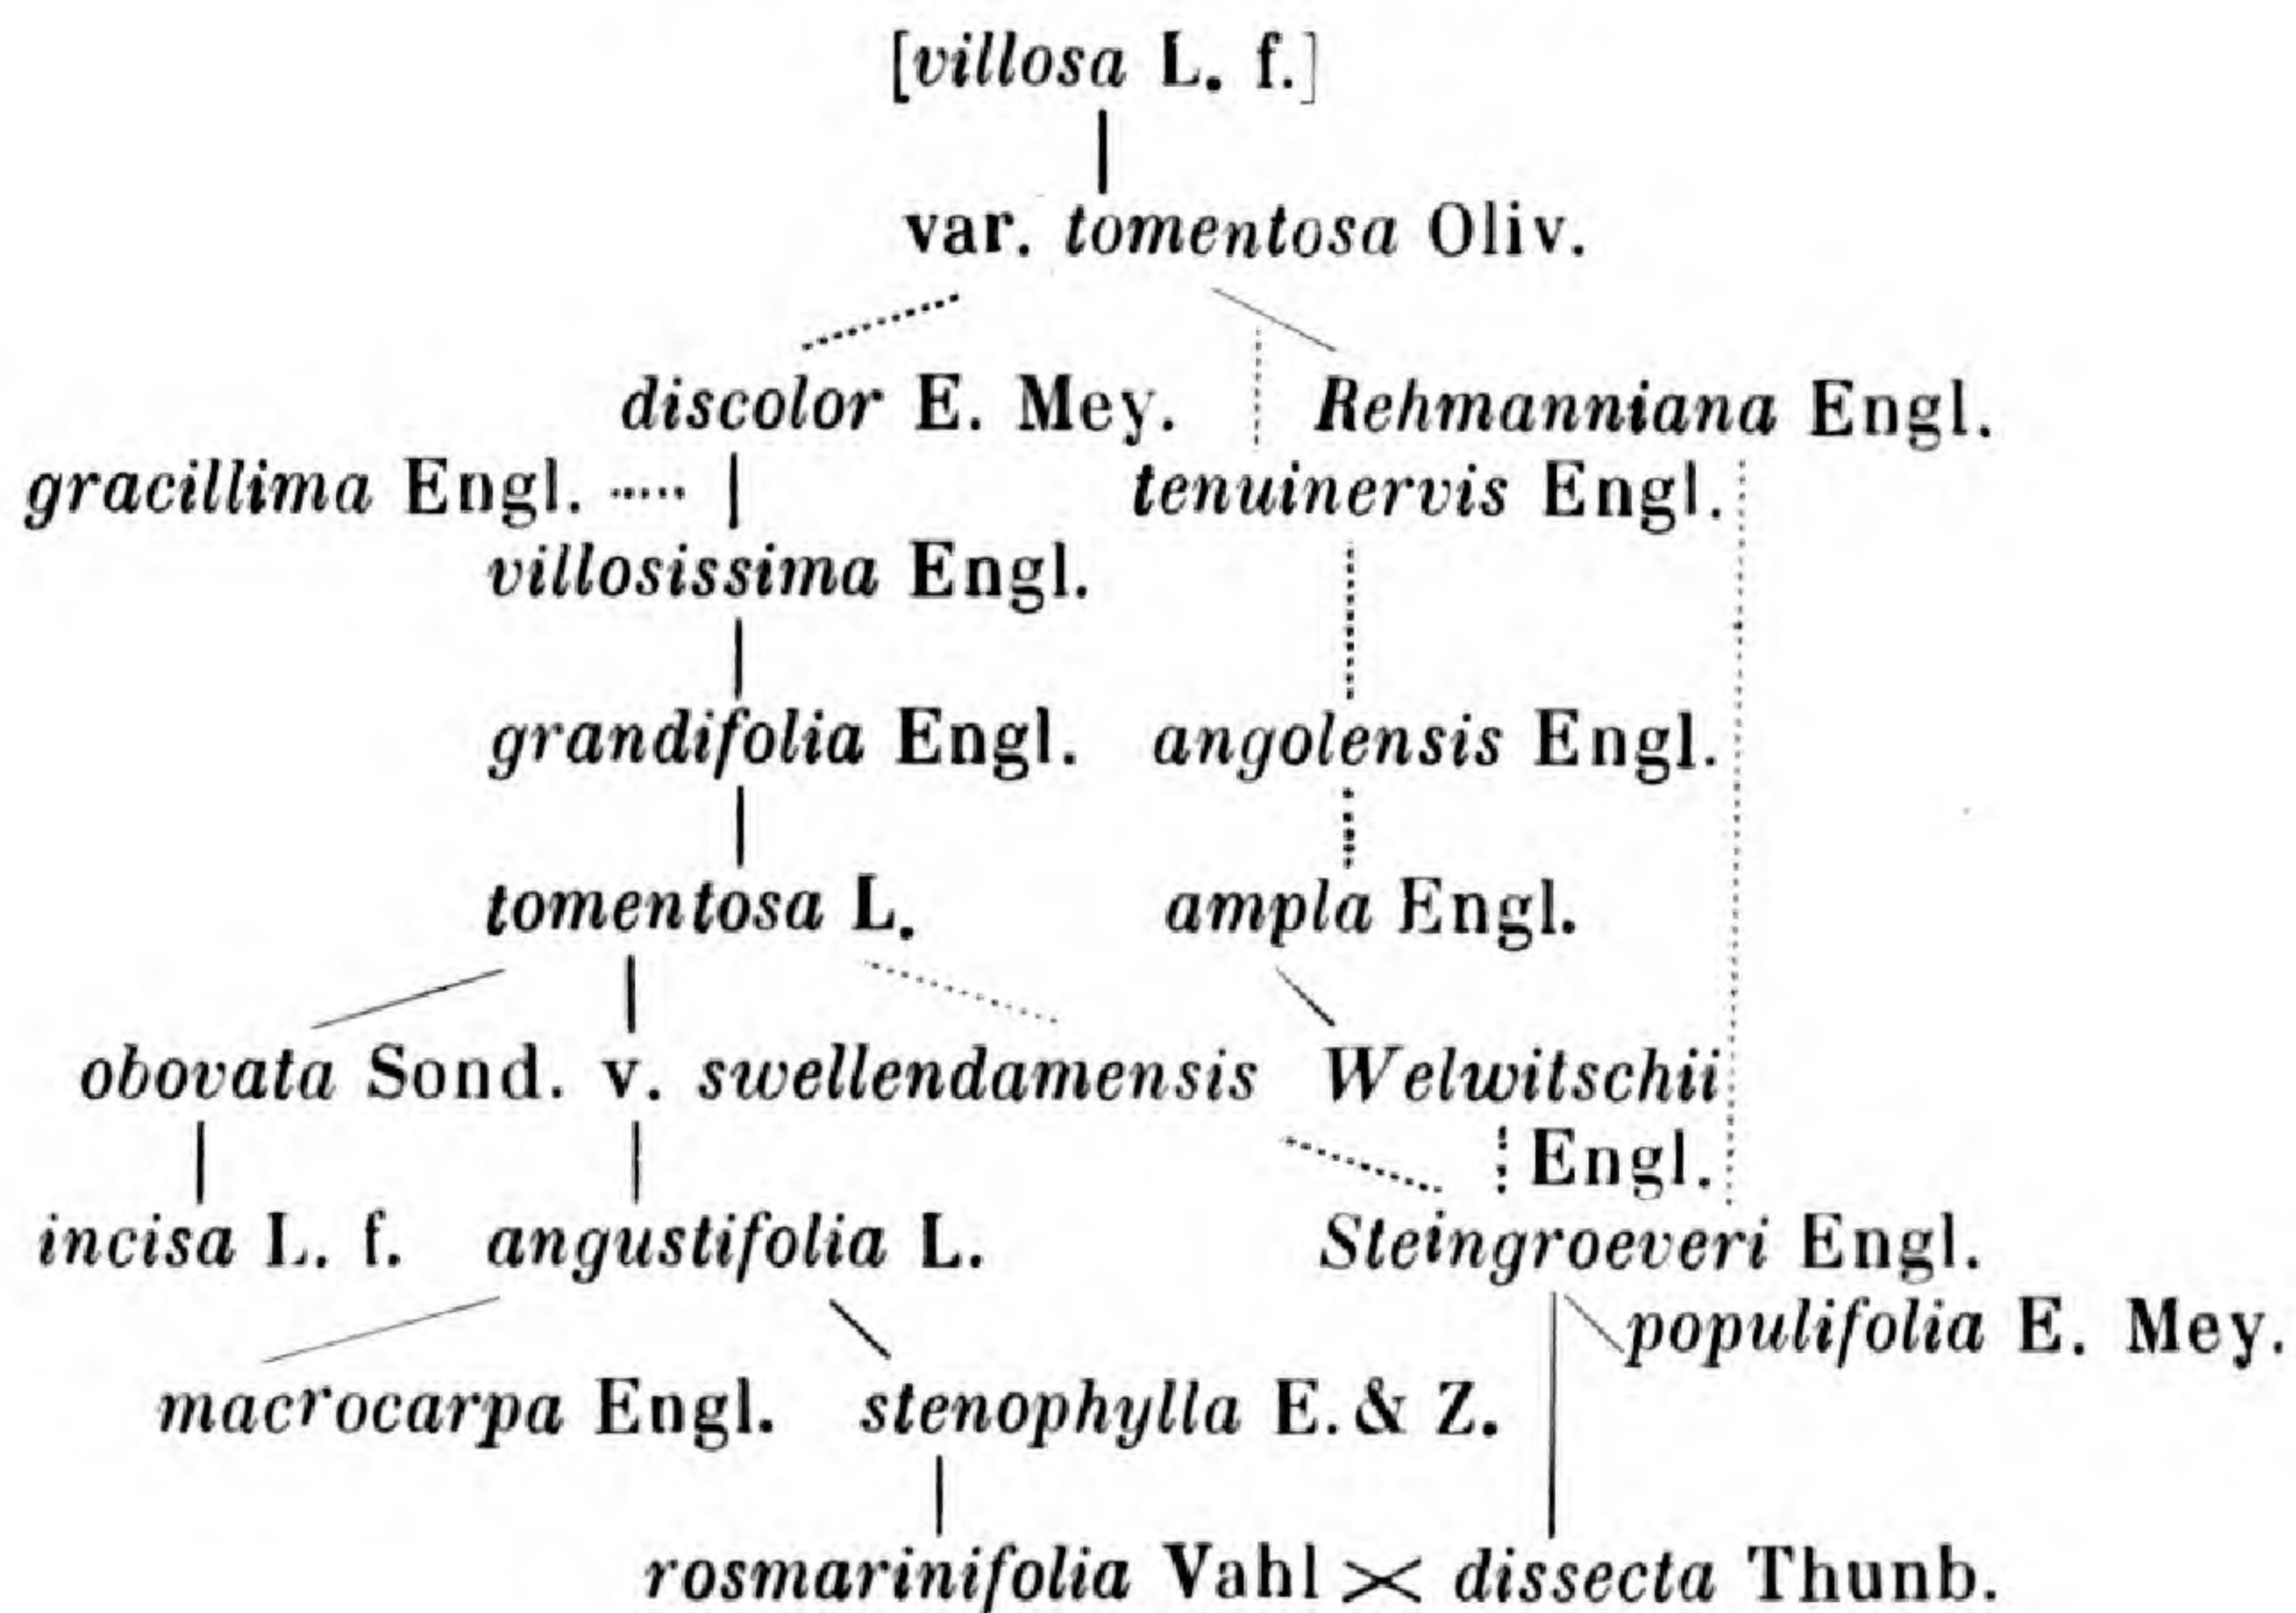 [villosa L. f.]
var. tomentosa Oliv.
discolor E. Mey. Rehmanniana Engl.
gracillima Engl. tenuinervis Engl.
villosissima Engl.
grandifolia Engl. angolensis Engl.
tomentosa L. ampla Engl.
obovata Sond. v. swellendamensis Welwitschii
Engl.
incisa L. f. angustifolia L. Steingroeveri Engl.
populifolia E. Mey.
macrocarpa Engl. stenophylla E. & Z.
rosmarinifolia Vahl × dissecta Thunb.